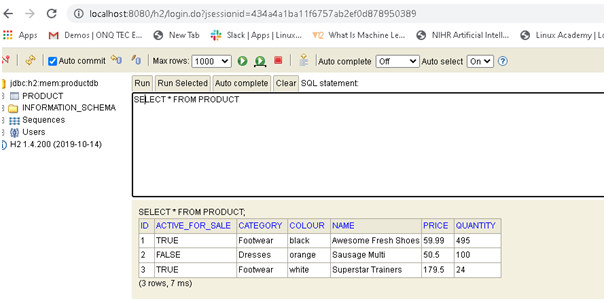 localhost:8080/h2/login.do?jsessionid=434a4a1ba11f6757ab2ef0d878950389
Apps Demos | ONQ TEC E... New Tab Slack | Apps | Linux... What Is Machine Le... NIHR Artificial Intelli... Linux Academy | Lo
Auto commit Max rows: 1000 Auto complete Off Auto select On
jdbc:h2:mem:productdb
PRODUCT
INFORMATION_SCHEMA
Sequences
Users
H2 1.4.200 (2019-10-14)
Run Run Selected Auto complete Clear SQL statement:
SELECT * FROM PRODUCT
SELECT * FROM PRODUCT;
ID ACTIVE_FOR_SALE CATEGORY COLOUR NAME PRICE QUANTITY
1 TRUE Footwear black Awesome Fresh Shoes 59.99 495
2 FALSE Dresses orange Sausage Multi 50.5 100
3 TRUE Footwear white Superstar Trainers 179.5 24
(3 rows, 7 ms)